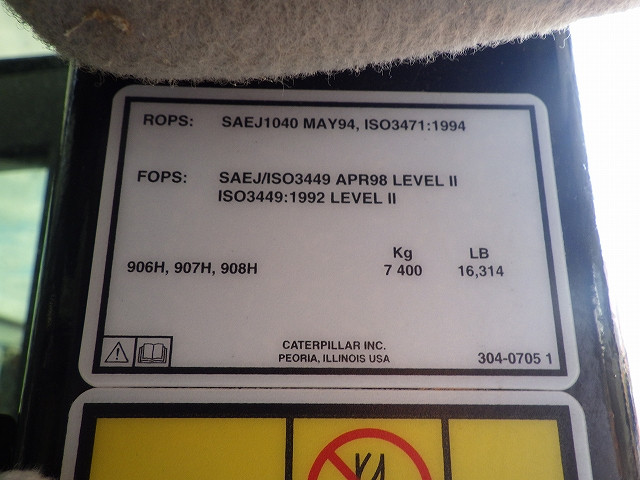 ROPS: SAEJ1040 MAY94, ISO3471:1994
FOPS: SAEJ/ISO3449 APR98 LEVEL II
ISO3449:1992 LEVEL II
Kg LB
906H, 907H, 908H 7 400 16,314
CATERPILLAR INC.
PEORIA, ILLINOIS USA
304-0705 1